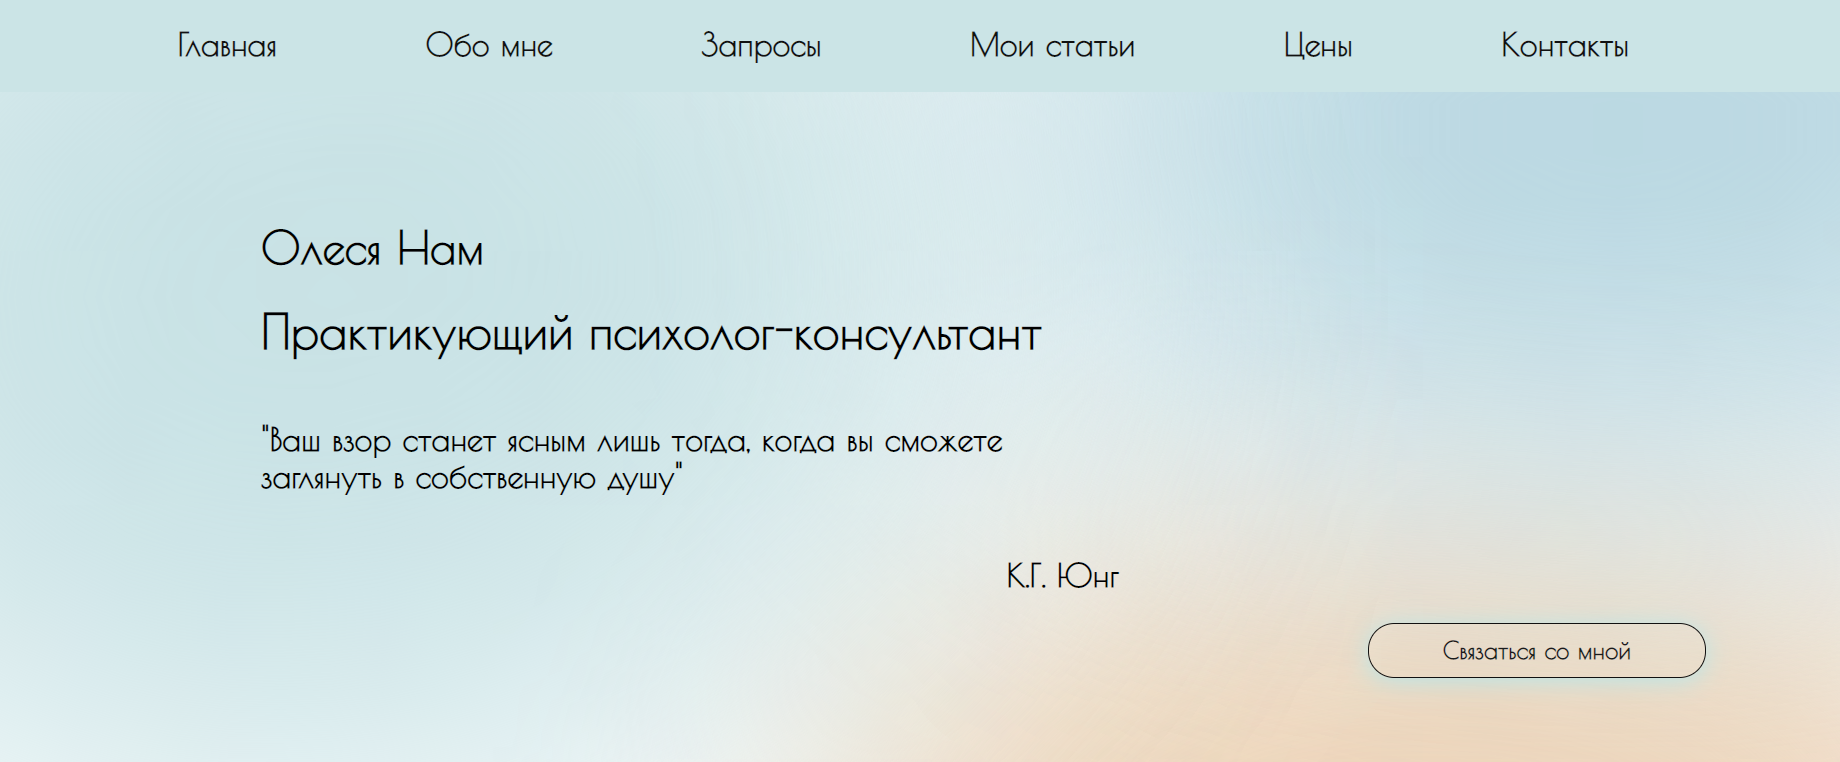 Главная Обо мне Запросы Мои статьи Цены Контакты
Олеся Нам
Практикующий психолог-консультант
"Ваш взор станет ясным лишь тогда, когда вы сможете
заглянуть в собственную душу"
К.Г. Юнг
Связаться со мной